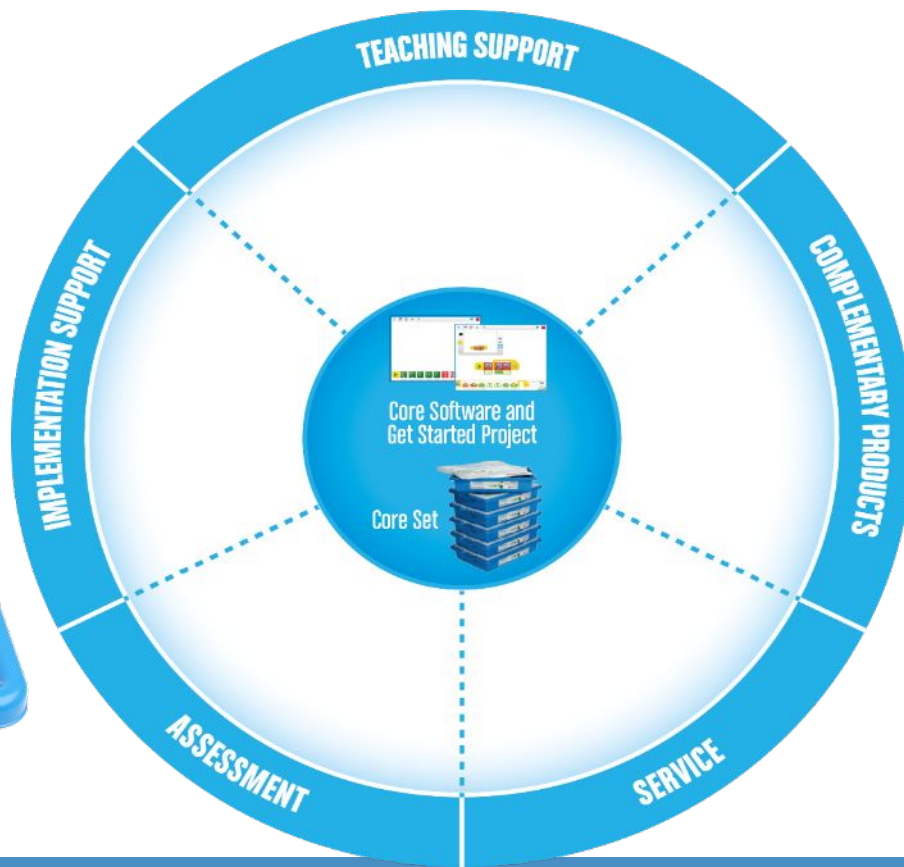 TEACHING SUPPORT
IMPLEMENTATION SUPPORT
COMPLEMENTARY PRODUCTS
Core Software and
Get Started Project
Core Set
ASSESSMENT
SERVICE